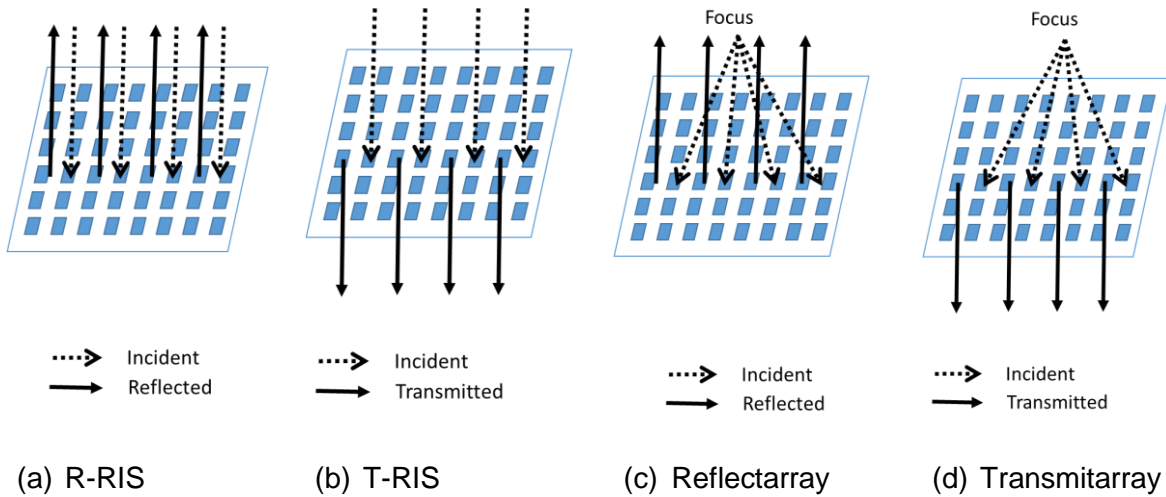 Focus
Focus
Incident
Reflected
Incident
Transmitted
Incident
Reflected
Incident
Transmitted
(a) R-RIS
(b) T-RIS
(c) Reflectarray
(d) Transmitarray